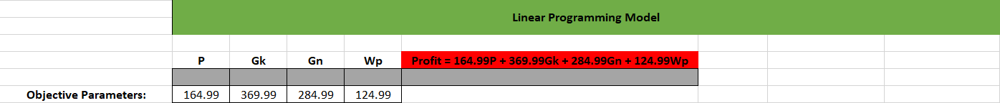 Linear Programming Model
P Gk Gn Wp Profit = 164.99P + 369.99Gk + 284.99Gn + 124.99Wp
Objective Parameters: 164.99 369.99 284.99 124.99